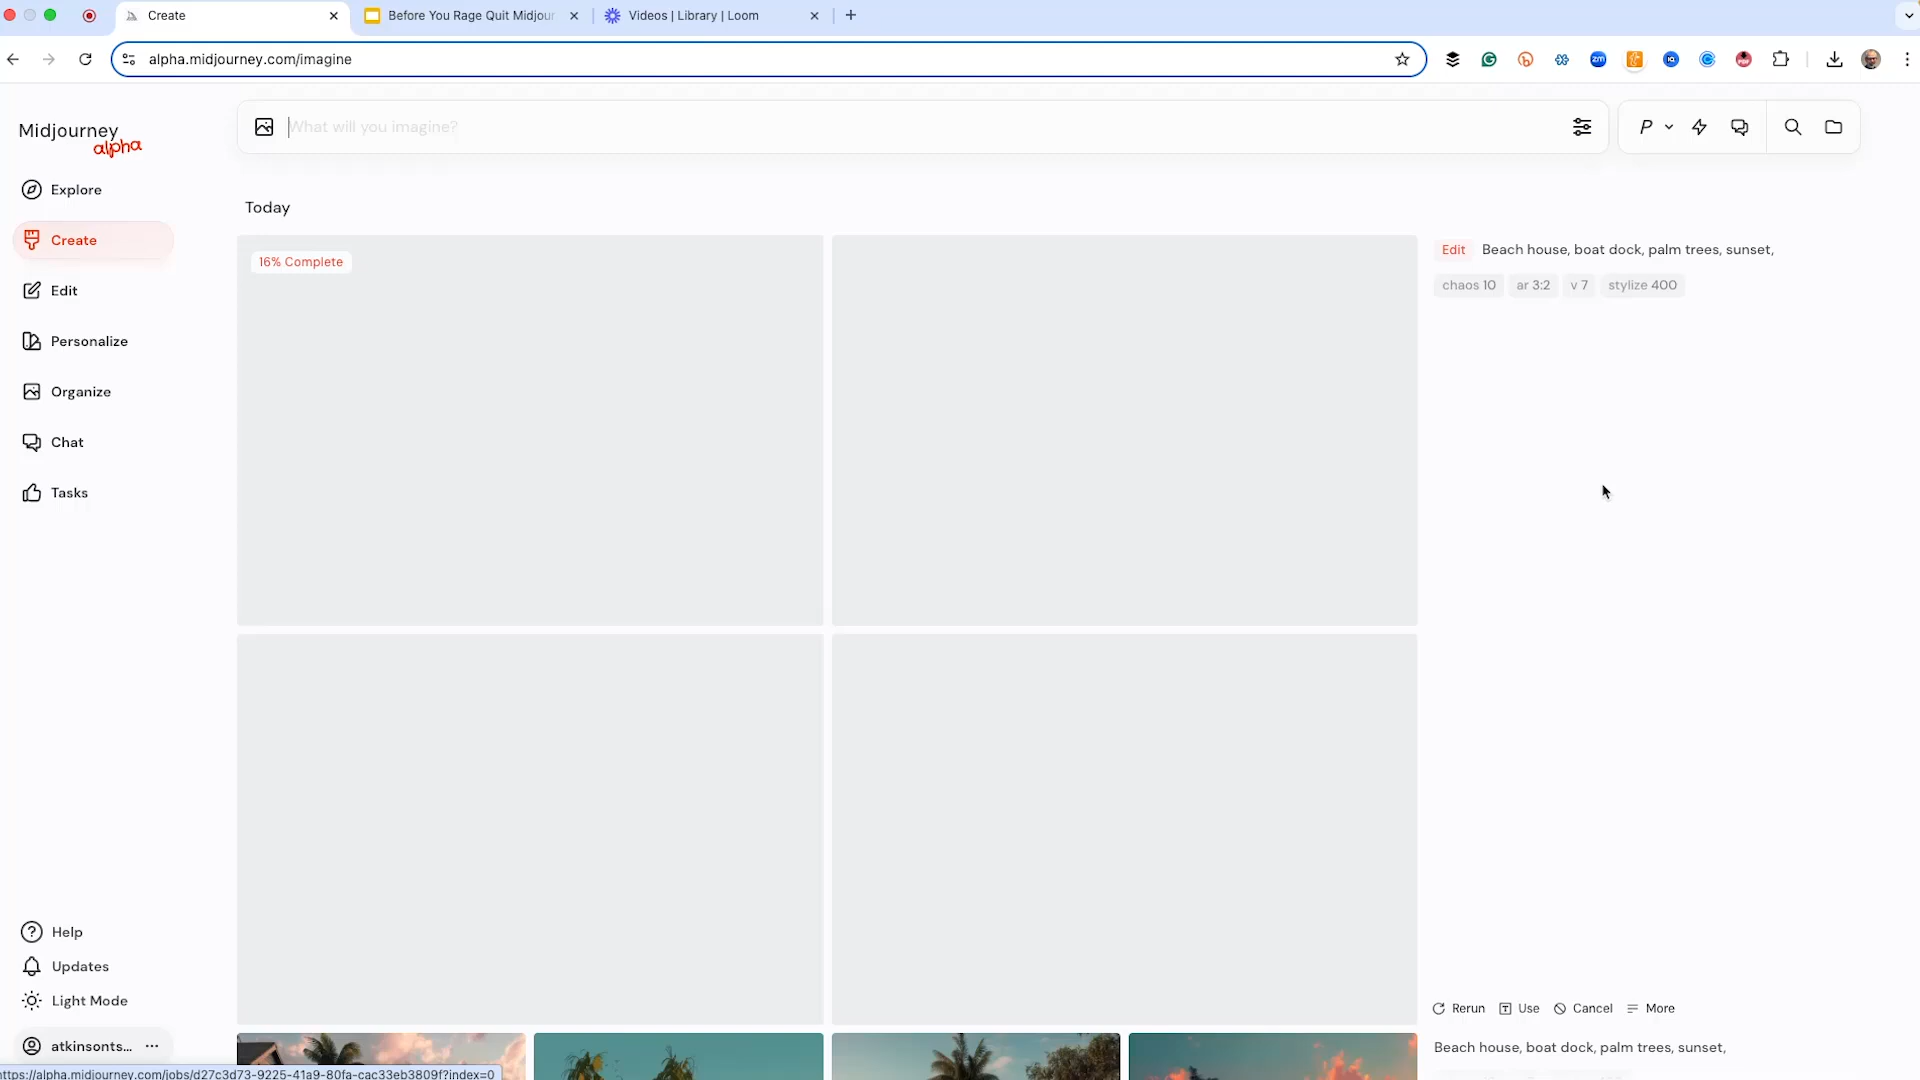 Create
Before You Rage Quit Midjour
Videos | Library | Loom
alpha.midjourney.com/imagine
Midjourney
alpha
What will you imagine?
P
Explore
Create
Edit
Personalize
Organize
Chat
Tasks
Today
16% Complete
Edit Beach house, boat dock, palm trees, sunset,
chaos 10 ar 3:2 v 7 stylize 400
Rerun Use Cancel More
Beach house, boat dock, palm trees, sunset,
Help
Updates
Light Mode
atkinsonts... ...
https://alpha.midjourney.com/jobs/d27c3d73-9225-41a9-80fa-cac33eb3809f?index=0